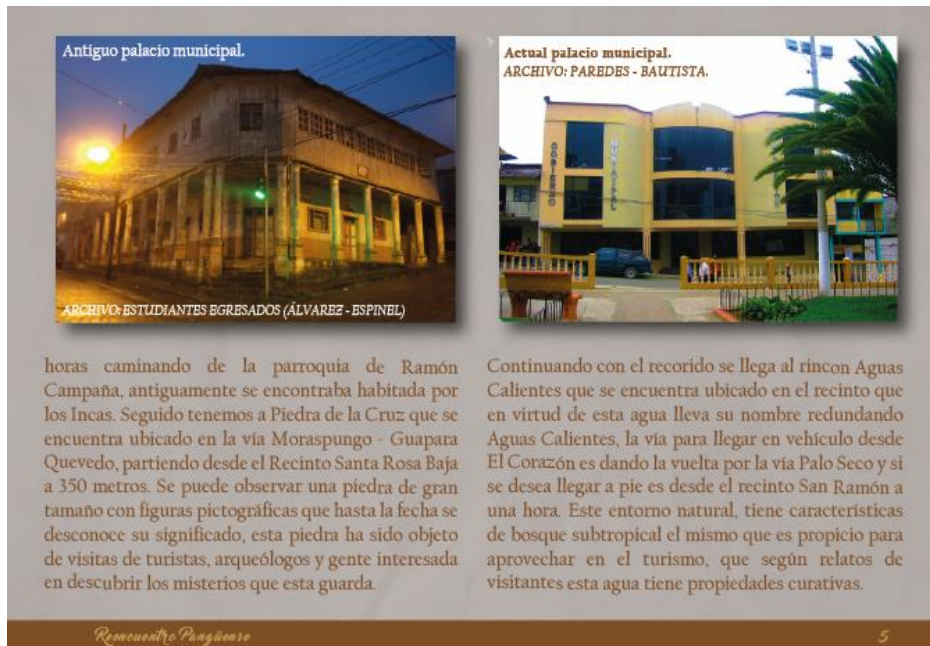 Antiguo palacio municipal.
ARCHIVO: ESTUDIANTES EGRESADOS (ÁLVAREZ - ESPINEL)
Actual palacio municipal.
ARCHIVO: PAREDES - BAUTISTA.
GOBIERNO
MUNICIPAL
horas caminando de la parroquia de Ramón
Campaña, antiguamente se encontraba habitada por
los Incas. Seguido tenemos a Piedra de la Cruz que se
encuentra ubicado en la vía Moraspungo - Guapara
Quevedo, partiendo desde el Recinto Santa Rosa Baja
a 350 metros. Se puede observar una piedra de gran
tamaño con figuras pictográficas que hasta la fecha se
desconoce su significado, esta piedra ha sido objeto
de visitas de turistas, arqueólogos y gente interesada
en descubrir los misterios que esta guarda.
Continuando con el recorido se llega al rincon Aguas
Calientes que se encuentra ubicado en el recinto que
en virtud de esta agua lleva su nombre redundando
Aguas Calientes, la vía para llegar en vehículo desde
El Corazón es dando la vuelta por la vía Palo Seco y si
se desea llegar a pie es desde el recinto San Ramón a
una hora. Este entorno natural, tiene características
de bosque subtropical el mismo que es propicio para
aprovechar en el turismo, que según relatos de
visitantes esta agua tiene propiedades curativas.
Reencuentro Pangüense
5